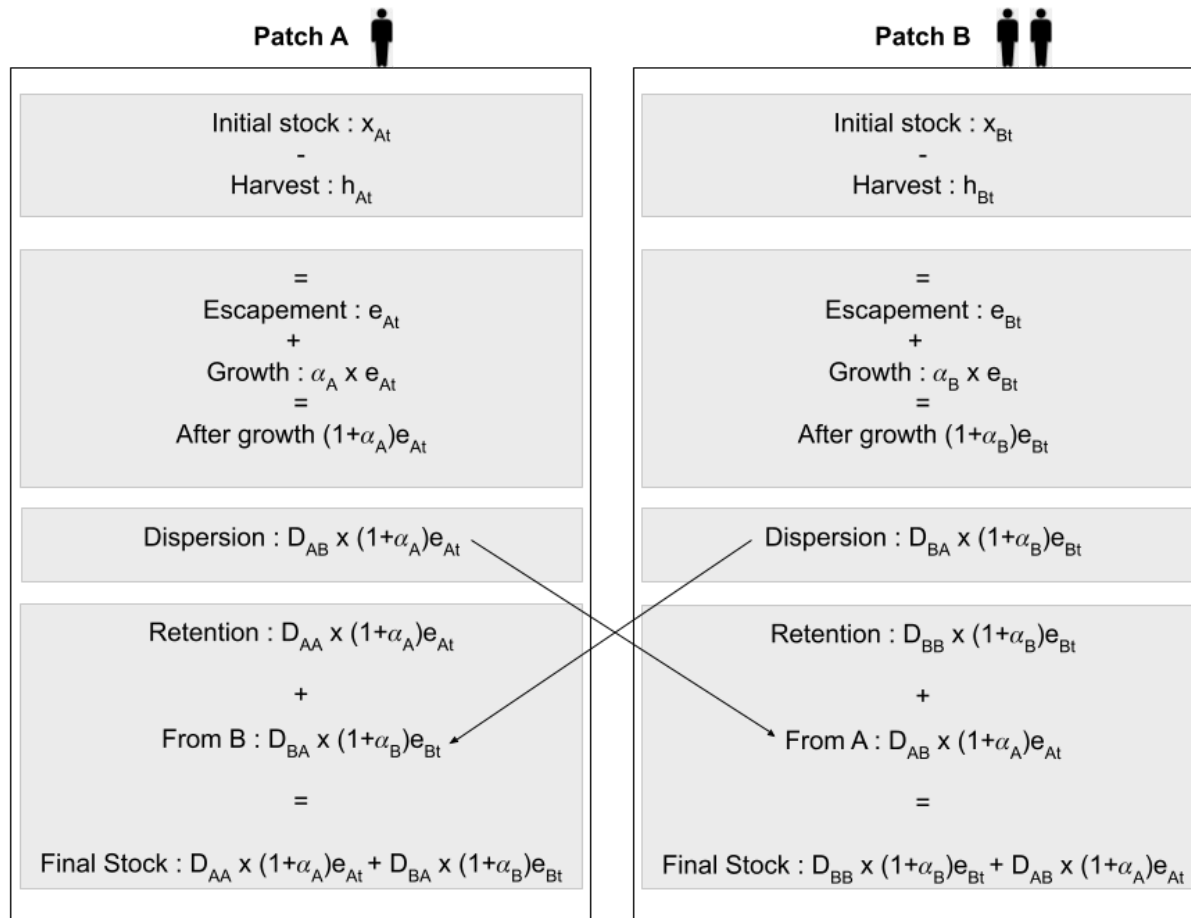 Patch A
Initial stock : x_At
-
Harvest : h_At
=
Escapement : e_At
+
Growth : α_A x e_At
=
After growth (1+α_A)e_At
Dispersion : D_AB x (1+α_A)e_At
Retention : D_AA x (1+α_A)e_At
+
From B : D_BA x (1+α_B)e_Bt
=
Final Stock : D_AA x (1+α_A)e_At + D_BA x (1+α_B)e_Bt
Patch B
Initial stock : x_Bt
-
Harvest : h_Bt
=
Escapement : e_Bt
+
Growth : α_B x e_Bt
=
After growth (1+α_B)e_Bt
Dispersion : D_BA x (1+α_B)e_Bt
Retention : D_BB x (1+α_B)e_Bt
+
From A : D_AB x (1+α_A)e_At
=
Final Stock : D_BB x (1+α_B)e_Bt + D_AB x (1+α_A)e_At